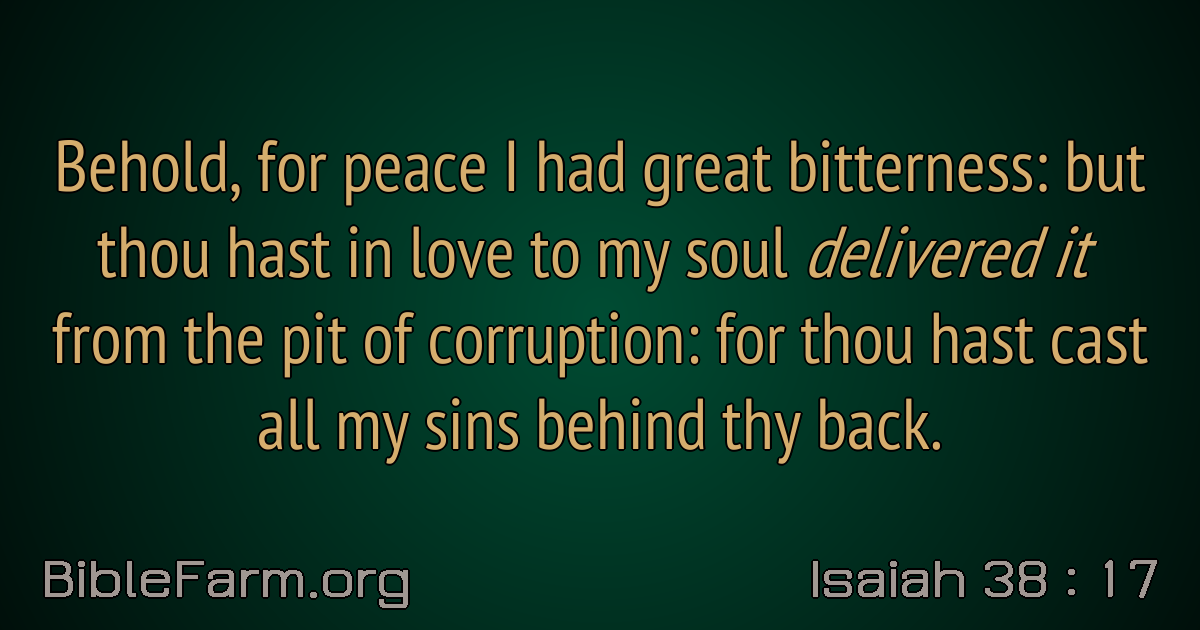 Behold, for peace I had great bitterness: but
thou hast in love to my soul delivered it
from the pit of corruption: for thou hast cast
all my sins behind thy back.
BibleFarm.org
Isaiah 38 : 17